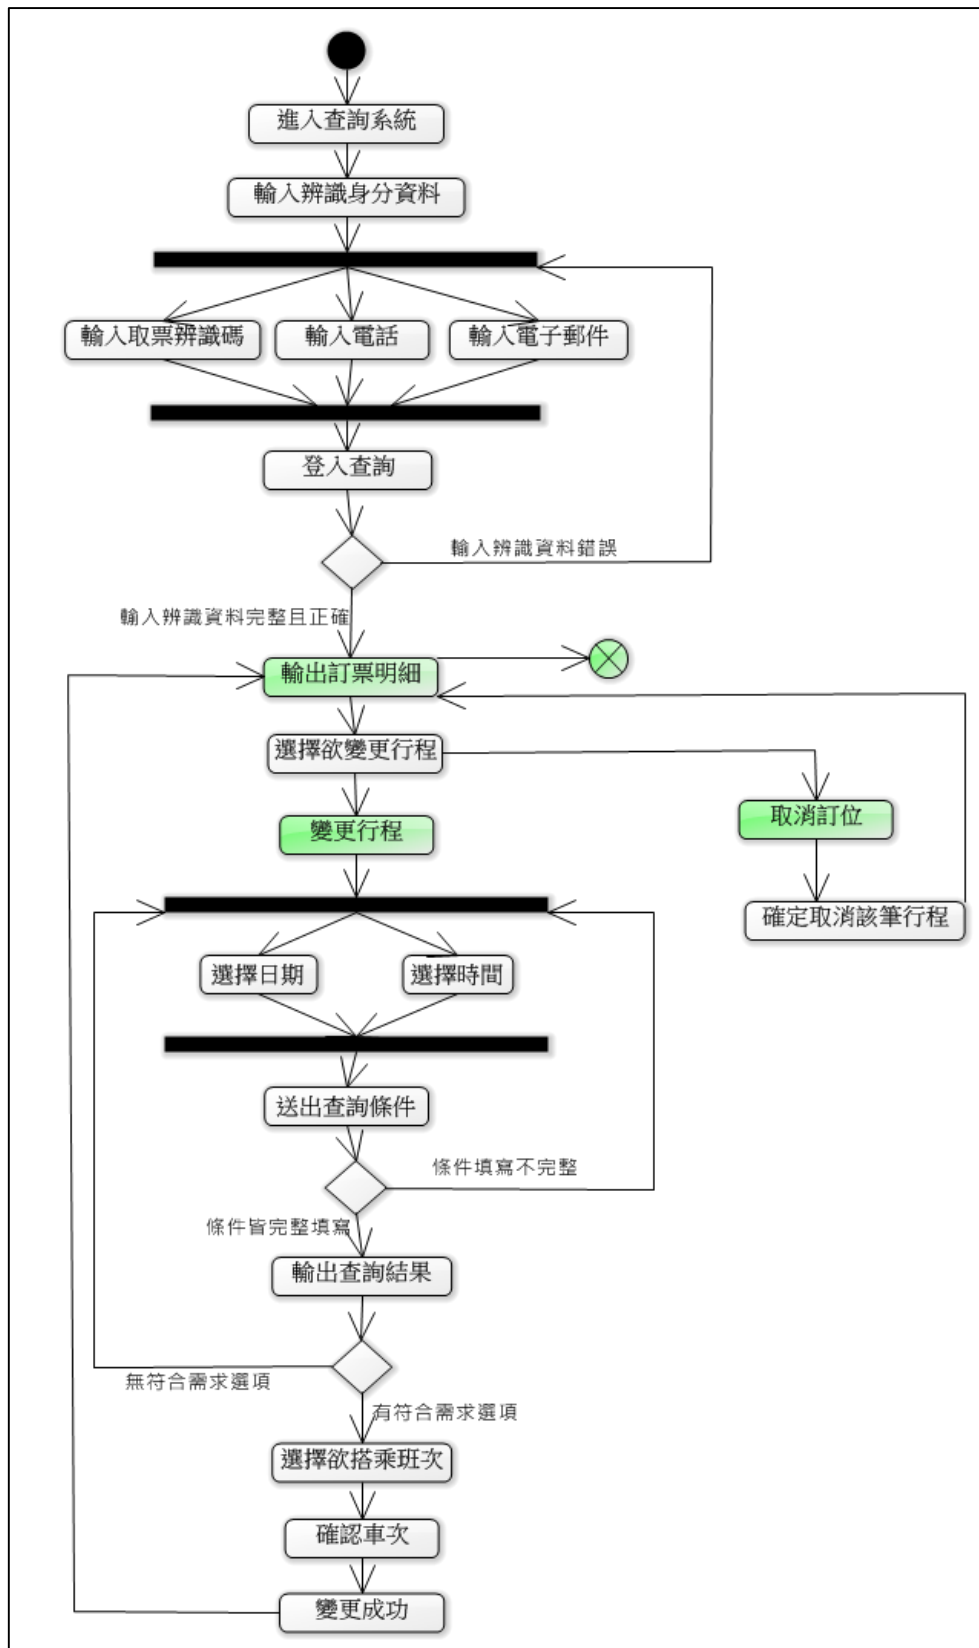 進入查詢系統
輸入辨識身分資料
輸入取票辨識碼
輸入電話
輸入電子郵件
登入查詢
輸入辨識資料錯誤
輸入辨識資料完整且正確
輸出訂票明細
選擇欲變更行程
變更行程
取消訂位
確定取消該筆行程
選擇日期
選擇時間
送出查詢條件
條件填寫不完整
條件皆完整填寫
輸出查詢結果
無符合需求選項
有符合需求選項
選擇欲搭乘班次
確認車次
變更成功